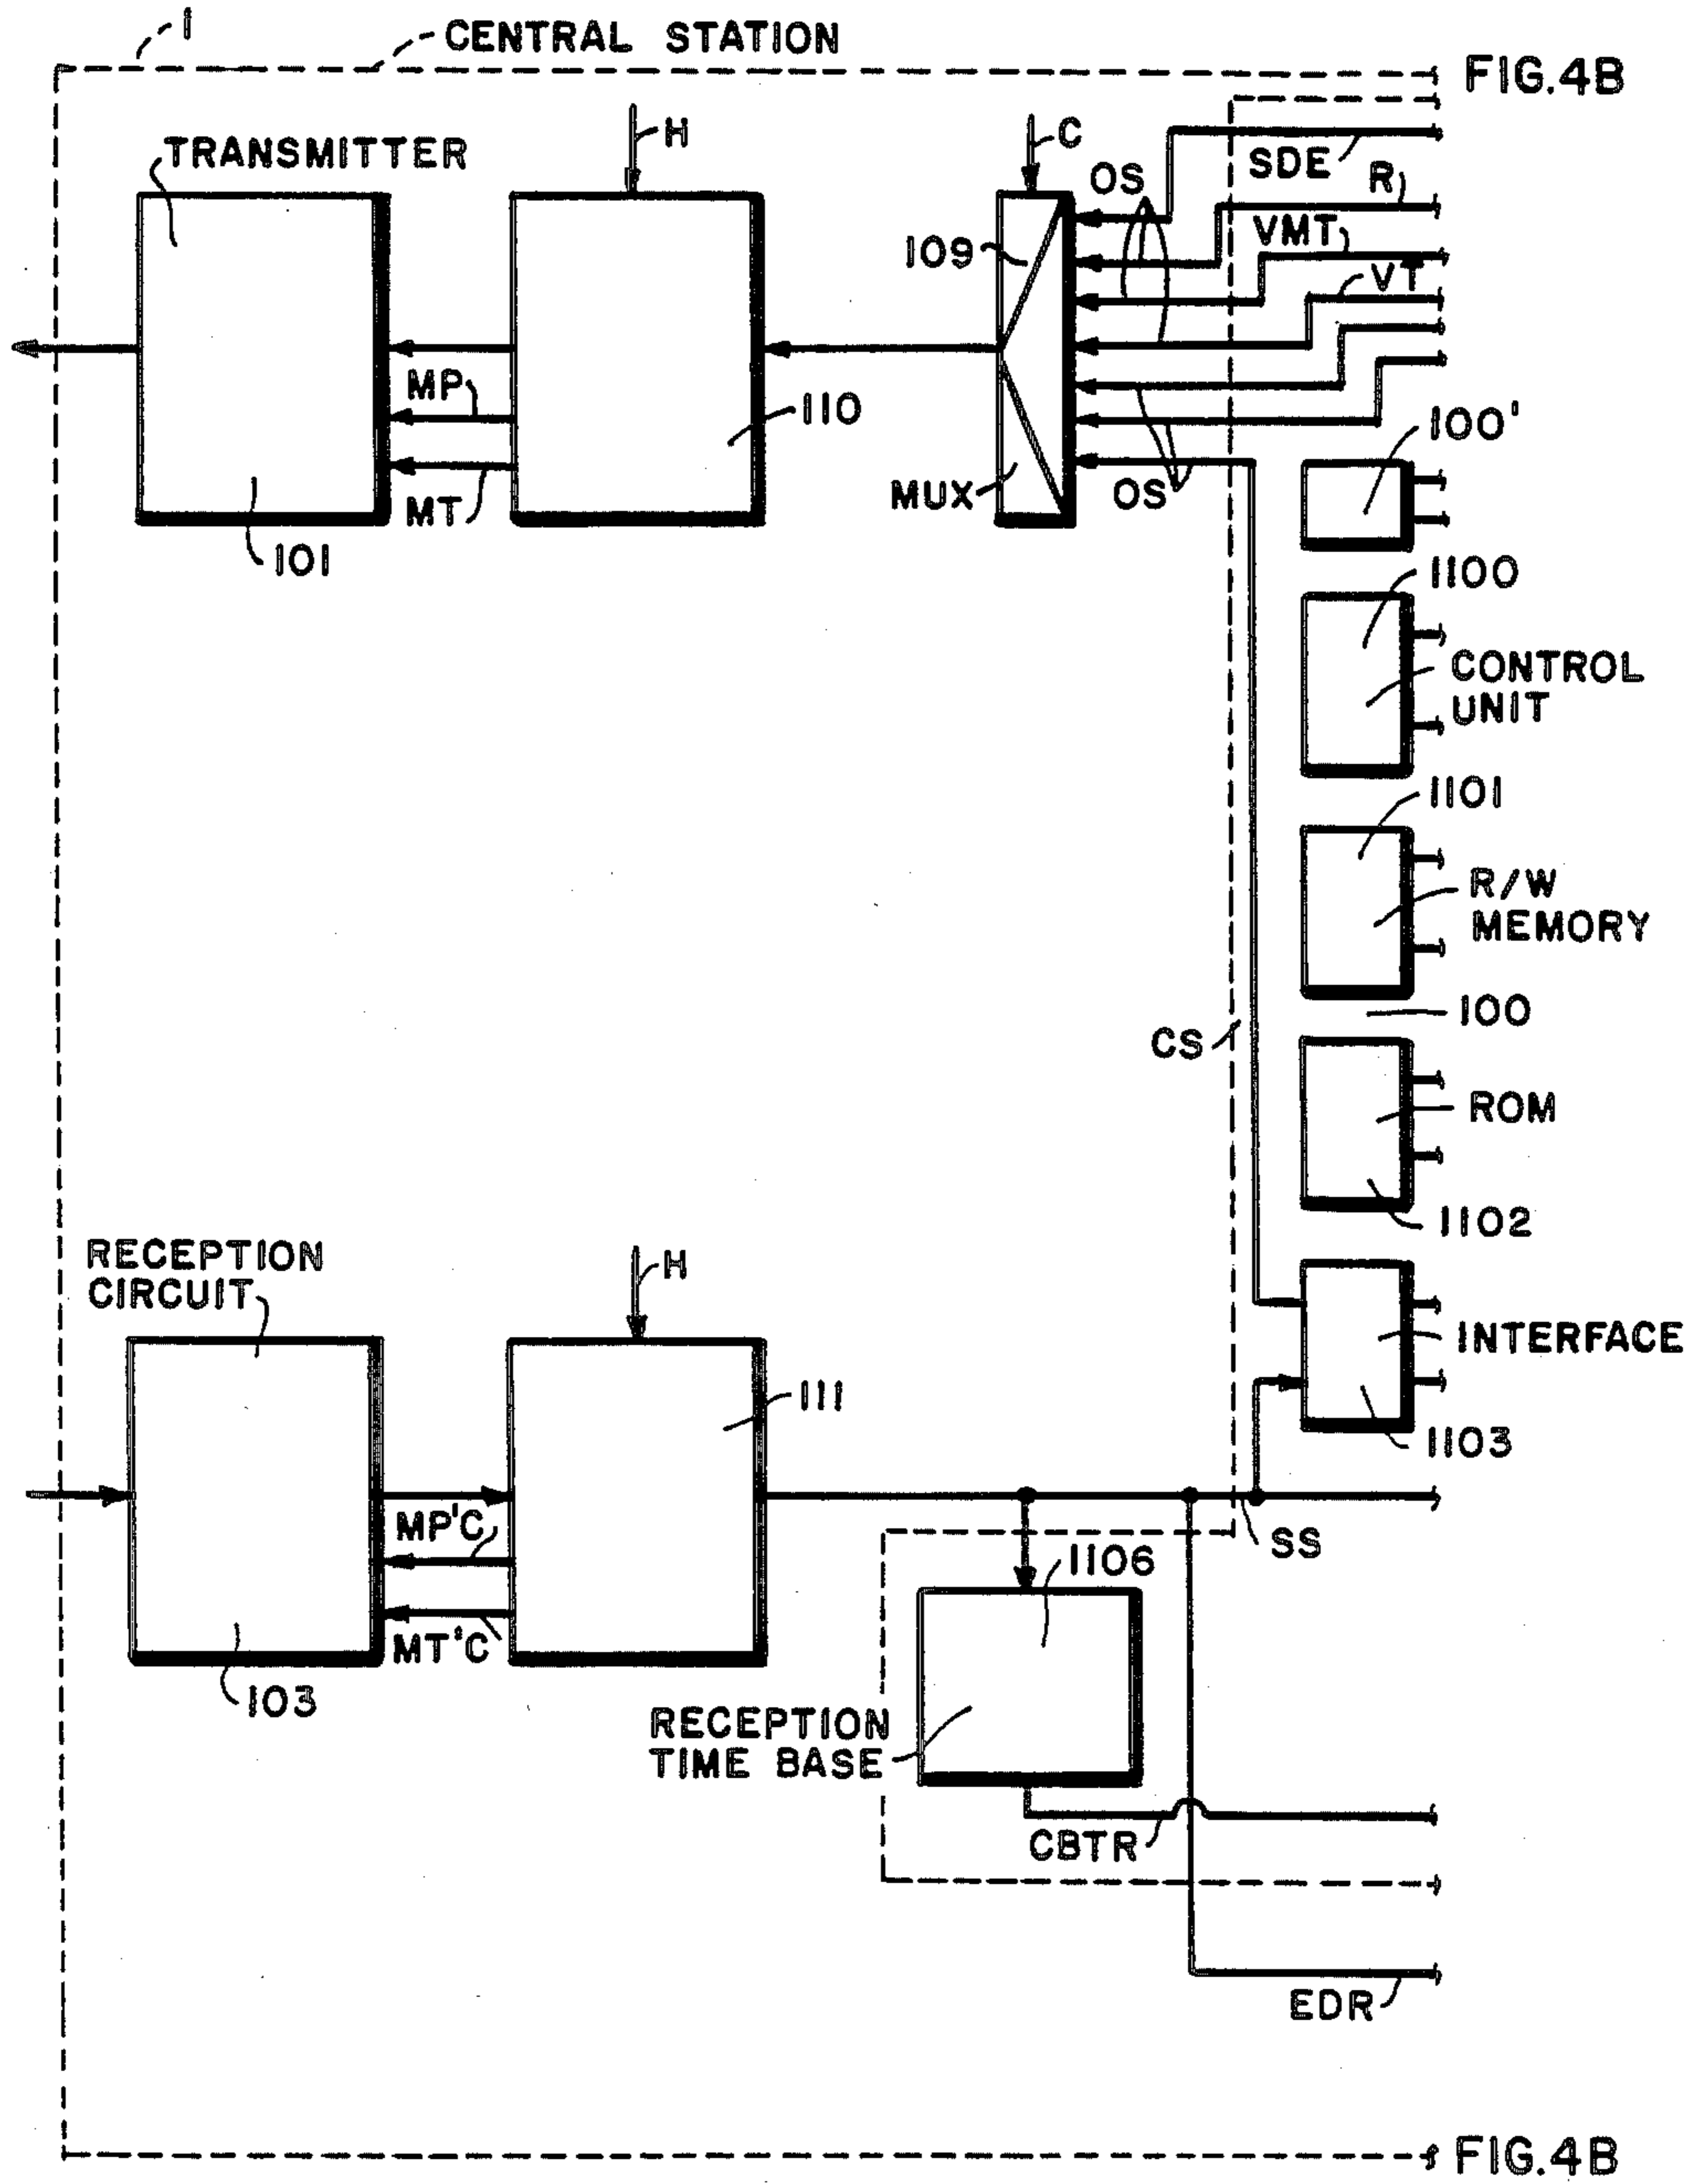 1
CENTRAL STATION
FIG.4B
TRANSMITTER
H
C
OS
SDE
R
VMT
VT
109
MP
110
MT
MUX
OS
100'
101
1100
CONTROL
UNIT
1101
R/W
MEMORY
100
CS
ROM
1102
RECEPTION
CIRCUIT
H
INTERFACE
111
1103
MP'C
SS
1106
MT'C
103
RECEPTION
TIME BASE
CBTR
EDR
FIG.4B